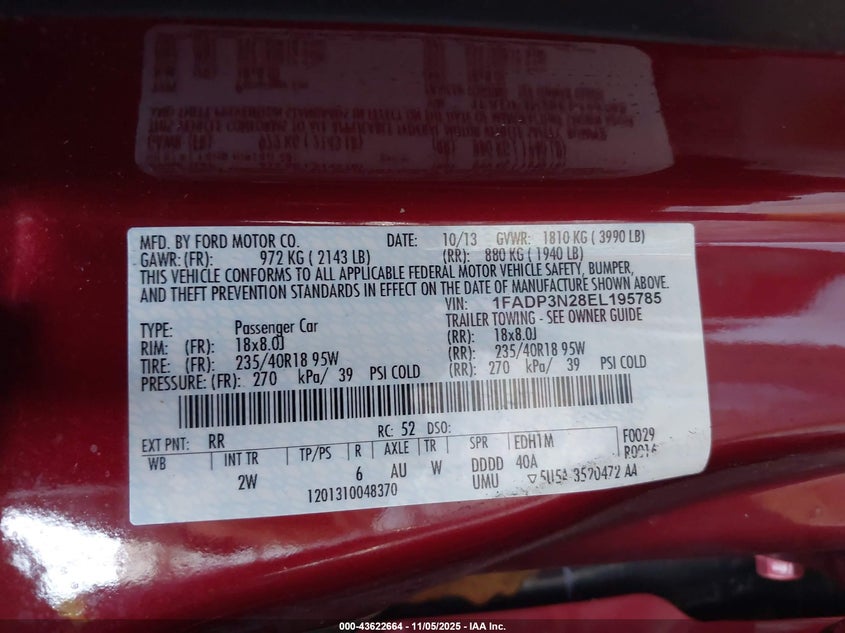 MFD. BY FORD MOTOR CO. DATE: 10/13 GVWR: 1810 KG ( 3990 LB)
GAWR:(FR): 972 KG ( 2143 LB) (RR): 880 KG ( 1940 LB)
THIS VEHICLE CONFORMS TO ALL APPLICABLE FEDERAL MOTOR VEHICLE SAFETY, BUMPER,
AND THEFT PREVENTION STANDARDS IN EFFECT ON THE DATE OF MANUFACTURE SHOWN ABOVE.
VIN: 1FADP3N28EL195785
TYPE: Passenger Car TRAILER TOWING - SEE OWNER GUIDE
RIM: (FR): 18x8.0J (RR): 18x8.0J
TIRE: (FR): 235/40R18 95W (RR): 235/40R18 95W
PRESSURE: (FR): 270 kPa/ 39 PSI COLD (RR): 270 kPa/ 39 PSI COLD
EXT PNT: RR RC: 52 DSO:
WB INT TR TP/PS R AXLE TR SPR EDH1M F0029
2W 6 AU W DDDD 40A
1201310048370 UMU 3520472 AA
000-43622664 - 11/05/2025 - IAA Inc.